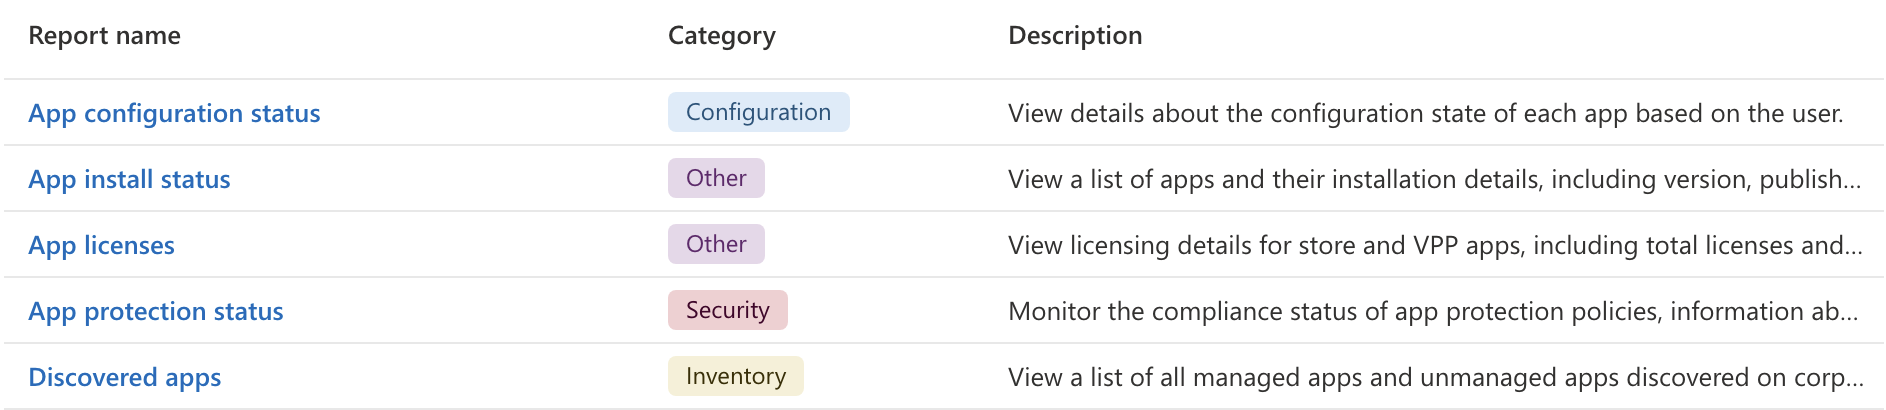 Report name Category Description
App configuration status Configuration View details about the configuration state of each app based on the user.
App install status Other View a list of apps and their installation details, including version, publish...
App licenses Other View licensing details for store and VPP apps, including total licenses and...
App protection status Security Monitor the compliance status of app protection policies, information ab...
Discovered apps Inventory View a list of all managed apps and unmanaged apps discovered on corp...